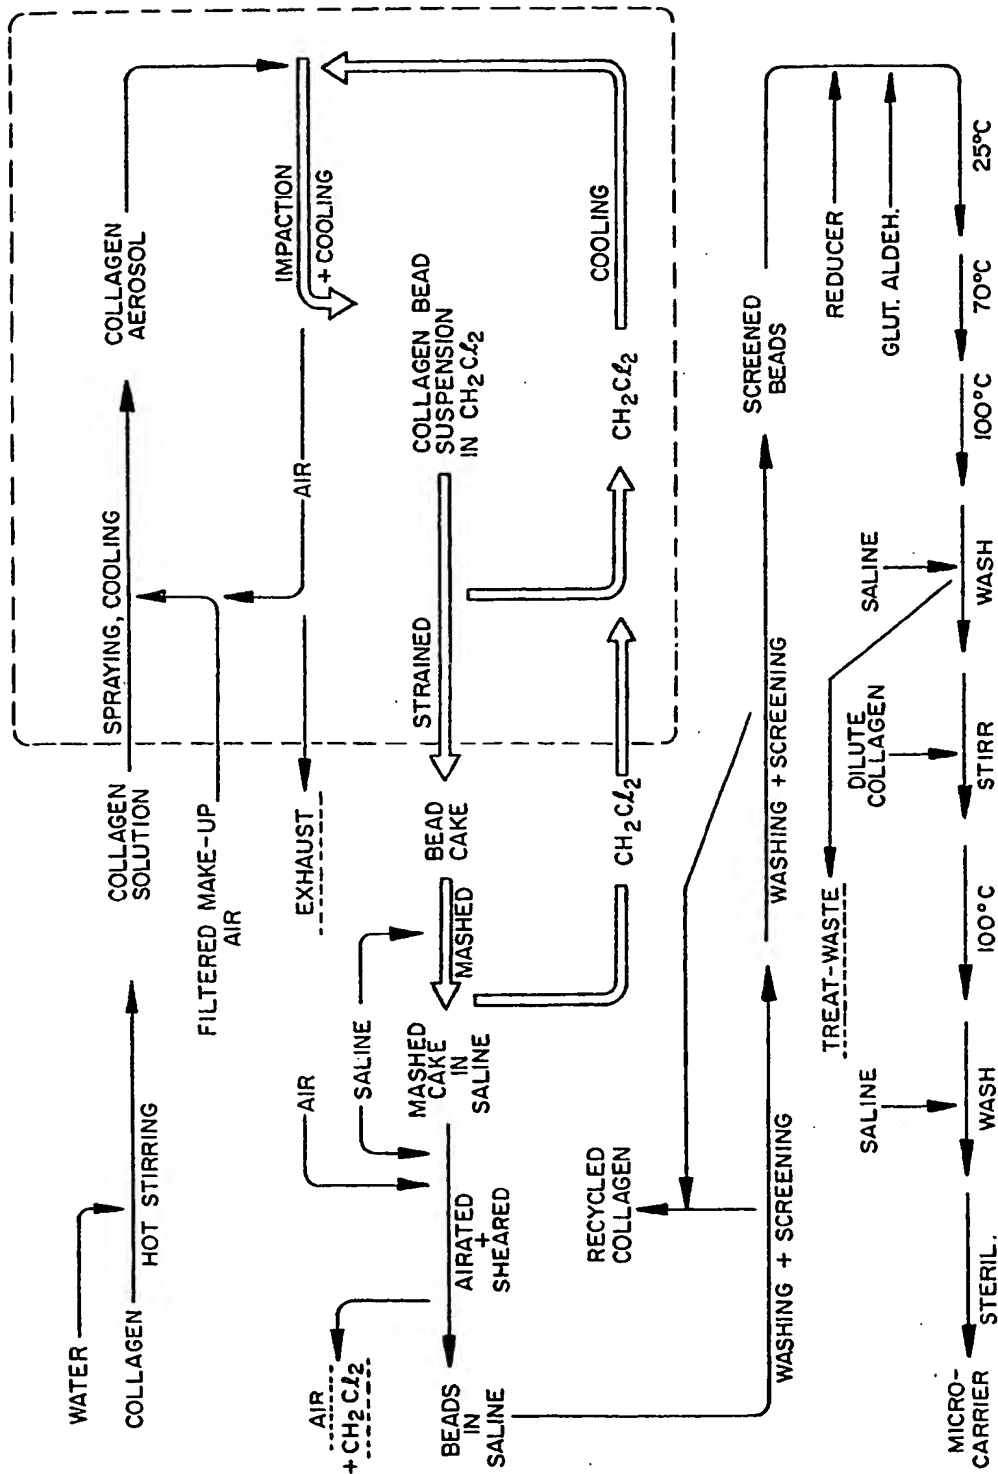 WATER
COLLAGEN
HOT STIRRING
COLLAGEN
SOLUTION
SPRAYING, COOLING
COLLAGEN
AEROSOL
FILTERED MAKE-UP
AIR
EXHAUST
AIR
IMPACTION
+ COOLING
AIR
SALINE
AIR
+ CH2Cl2
BEADS
IN
SALINE
AIRATED
+
SHEARED
MASHED
CAKE
IN
SALINE
MASHED
BEAD
CAKE
STRAINED
COLLAGEN BEAD
SUSPENSION
IN CH2Cl2
CH2Cl2
CH2Cl2
COOLING
RECYCLED
COLLAGEN
WASHING + SCREENING
WASHING + SCREENING
SCREENED
BEADS
REDUCER
GLUT. ALDEH.
25°C
70°C
100°C
SALINE
WASH
TREAT-WASTE
DILUTE
COLLAGEN
STIRR
100°C
SALINE
WASH
STERIL.
MICRO-
CARRIER